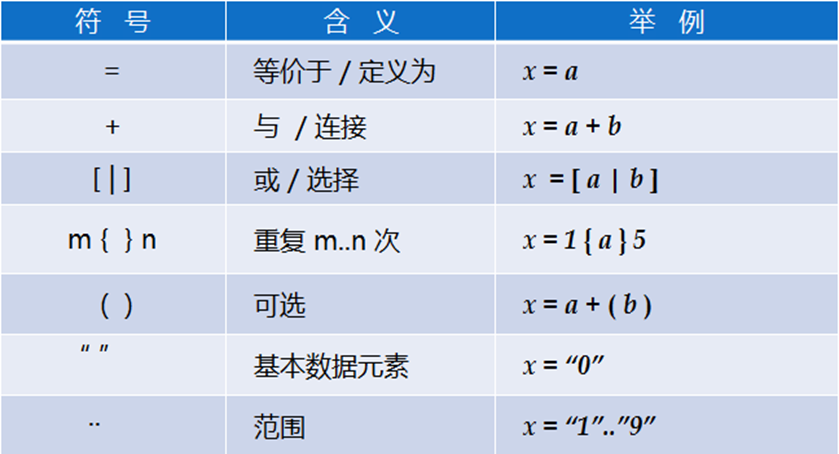 符 号 含 义 举 例
= 等价于 / 定义为 x = a
+ 与 / 连接 x = a + b
[ | ] 或 / 选择 x = [ a | b ]
m { } n 重复 m..n 次 x = 1 { a } 5
( ) 可选 x = a + ( b )
“ ” 基本数据元素 x = “0”
.. 范围 x = “1”..”9”